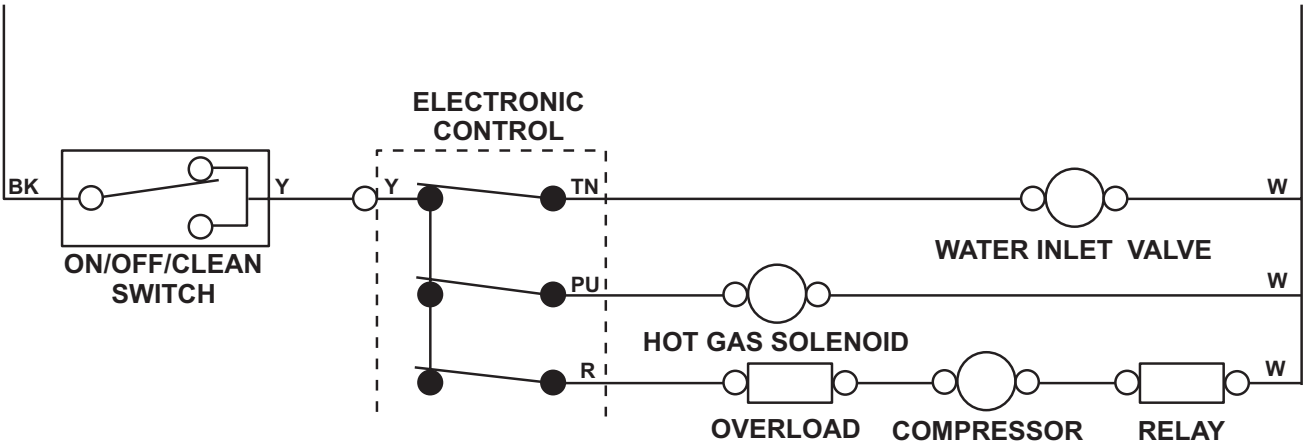 ELECTRONIC
CONTROL
BK
Y
Y
TN
W
ON/OFF/CLEAN
SWITCH
WATER INLET VALVE
PU
W
HOT GAS SOLENOID
R
W
OVERLOAD
COMPRESSOR
RELAY